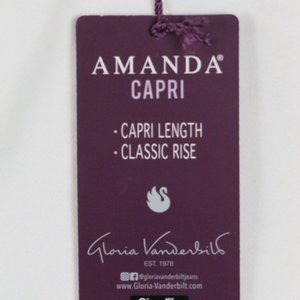 AMANDA®
CAPRI
• CAPRI LENGTH
• CLASSIC RISE
Gloria Vanderbilt
EST. 1976
@gloriavanderbiltjeans
www.Gloria-Vanderbilt.com